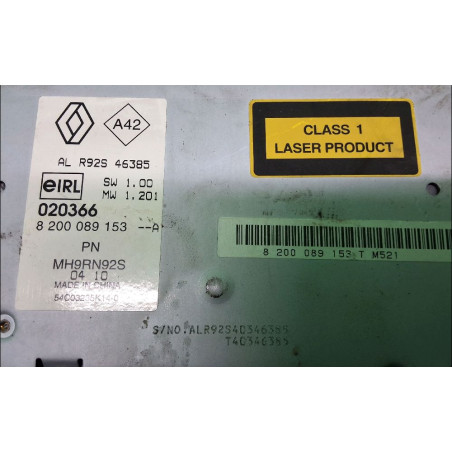 A42
AL R92S 46385
eIRL
SW 1.00
MW 1.201
020366
8 200 089 153 --A
PN
MH9RN92S
04 10
MADE IN CHINA
CLASS 1
LASER PRODUCT
8 200 089 153 T M521
S/NO.ALR92S40346385
T40346385